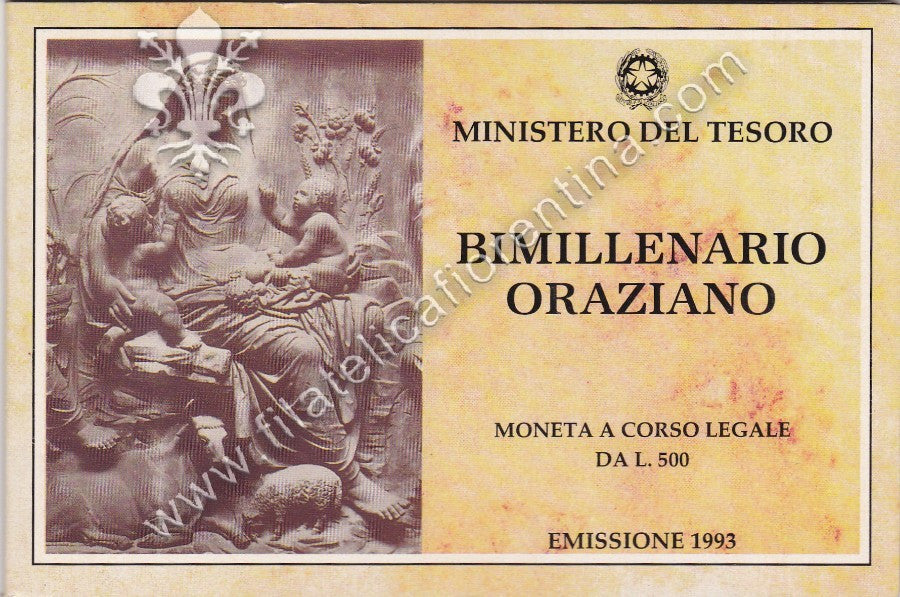 MINISTERO DEL TESORO
BIMILLENARIO
ORAZIANO
MONETA A CORSO LEGALE
DA L. 500
EMISSIONE 1993
www.filatelicafiorentina.com